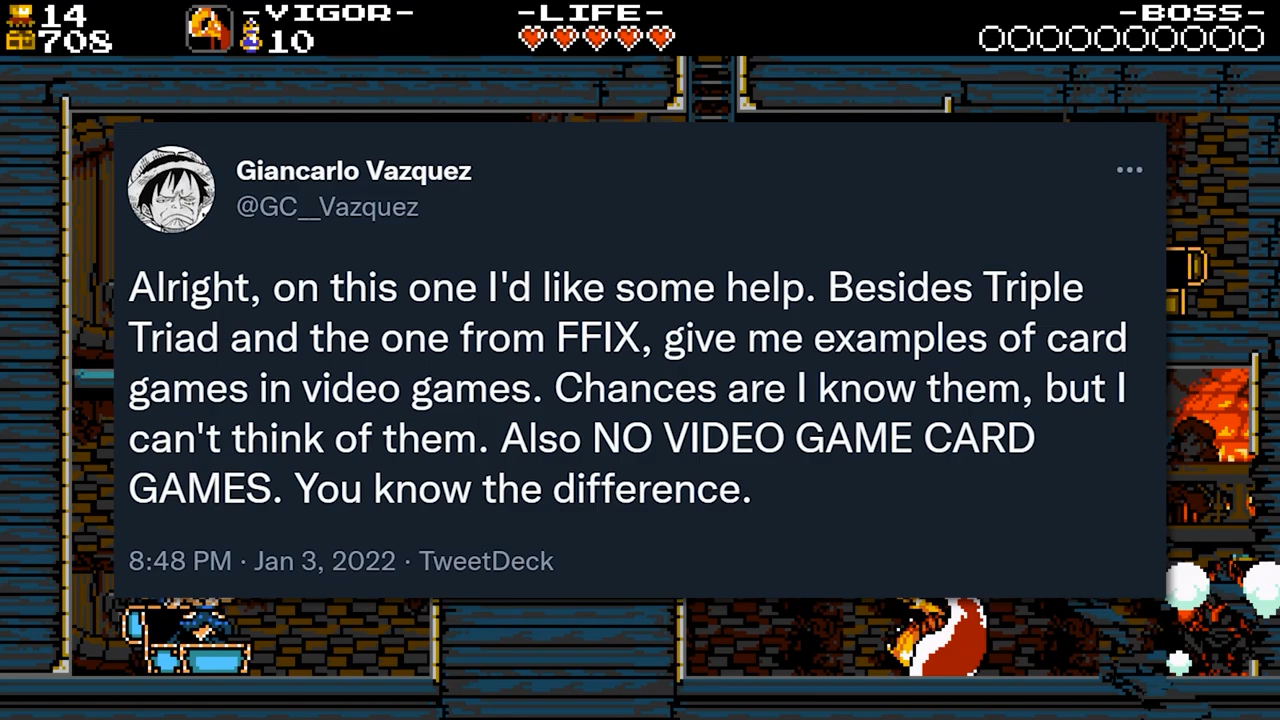 14 -VIGOR- -LIFE- -BOSS-
708 10
Giancarlo Vazquez
@GC__Vazquez
Alright, on this one I'd like some help. Besides Triple
Triad and the one from FFIX, give me examples of card
games in video games. Chances are I know them, but I
can't think of them. Also NO VIDEO GAME CARD
GAMES. You know the difference.
8:48 PM · Jan 3, 2022 · TweetDeck